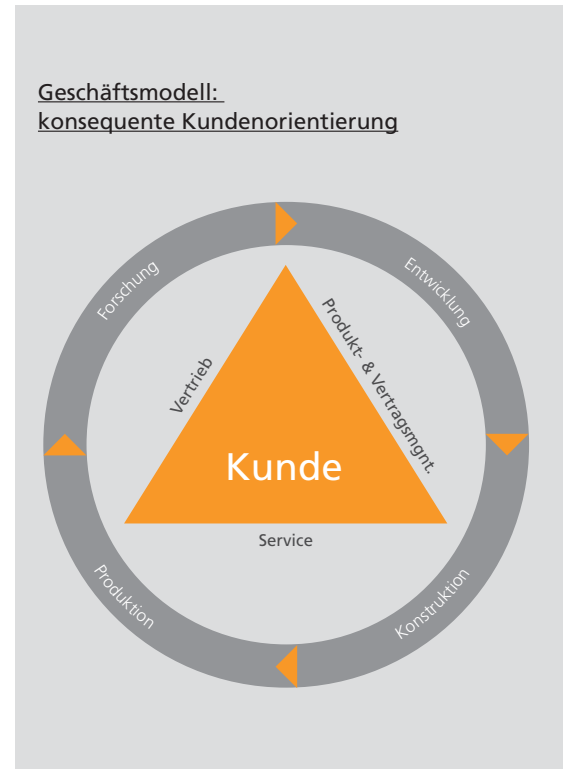 Geschäftsmodell:
konsequente Kundenorientierung
Forschung
Entwicklung
Vertrieb
Produkt- & Vertragsmgnt.
Kunde
Service
Produktion
Konstruktion